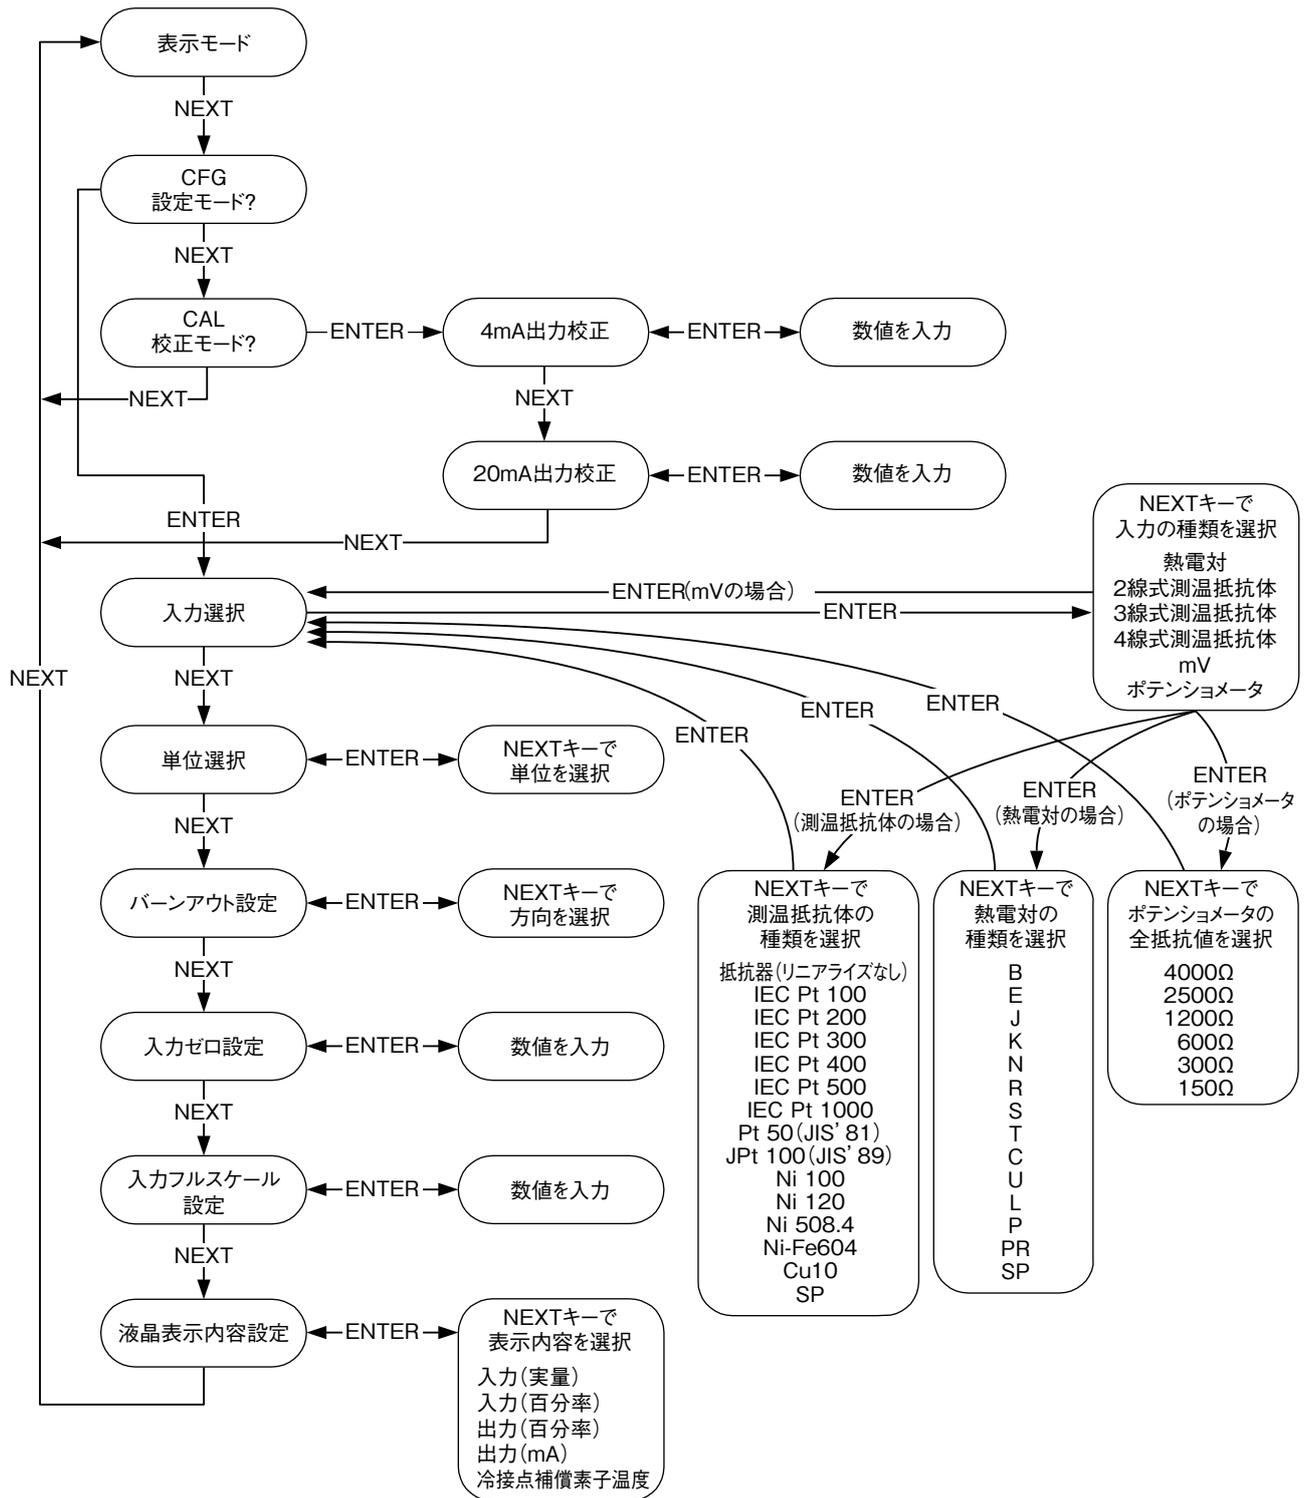 表示モード
NEXT
CFG
設定モード?
NEXT
CAL
校正モード?
ENTER
4mA出力校正
ENTER
数値を入力
NEXT
NEXT
20mA出力校正
ENTER
数値を入力
ENTER
NEXT
NEXTキーで
入力の種類を選択
熱電対
2線式測温抵抗体
3線式測温抵抗体
4線式測温抵抗体
mV
ポテンショメータ
入力選択
ENTER(mVの場合)
ENTER
NEXT
NEXT
ENTER
ENTER
ENTER
単位選択
ENTER
NEXTキーで
単位を選択
ENTER
(測温抵抗体の場合)
ENTER
(熱電対の場合)
ENTER
(ポテンショメータ
の場合)
NEXT
バーンアウト設定
ENTER
NEXTキーで
方向を選択
NEXT
入力ゼロ設定
ENTER
数値を入力
NEXT
入力フルスケール
設定
ENTER
数値を入力
NEXT
液晶表示内容設定
ENTER
NEXTキーで
表示内容を選択
入力(実量)
入力(百分率)
出力(百分率)
出力(mA)
冷接点補償素子温度
NEXTキーで
測温抵抗体の
種類を選択
抵抗器(リニアライズなし)
IEC Pt 100
IEC Pt 200
IEC Pt 300
IEC Pt 400
IEC Pt 500
IEC Pt 1000
Pt 50(JIS’81)
JPt 100(JIS’89)
Ni 100
Ni 120
Ni 508.4
Ni-Fe604
Cu10
SP
NEXTキーで
熱電対の
種類を選択
B
E
J
K
N
R
S
T
C
U
L
P
PR
SP
NEXTキーで
ポテンショメータの
全抵抗値を選択
4000Ω
2500Ω
1200Ω
600Ω
300Ω
150Ω